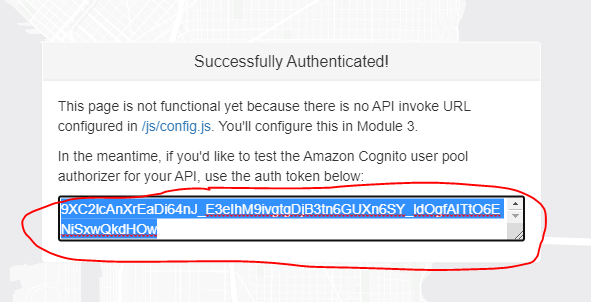 Successfully Authenticated!
This page is not functional yet because there is no API invoke URL
configured in /js/config.js. You'll configure this in Module 3.
In the meantime, if you'd like to test the Amazon Cognito user pool
authorizer for your API, use the auth token below:
9XC2IcAnXrEaDi64nJ_E3eIhM9ivgtgDjB3tn6GUXn6SY_IdOgfAITtO6E
NiSxwQkdHOw